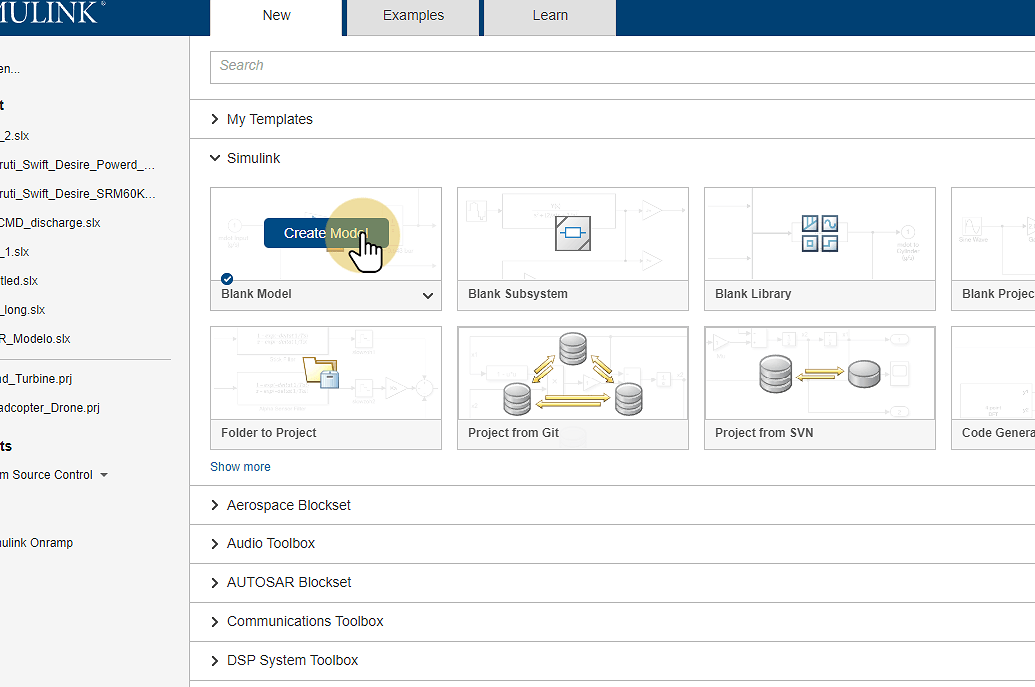 MULINK®
New
Examples
Learn
en...
Search
t
_2.slx
ruti_Swift_Desire_Powerd_...
ruti_Swift_Desire_SRM60K...
CMD_discharge.slx
_1.slx
tled.slx
_long.slx
R_Modelo.slx
nd_Turbine.prj
adcopter_Drone.prj
ts
m Source Control
nulink Onramp
My Templates
Simulink
Create Model
Blank Model
Blank Subsystem
Blank Library
Blank Projec
Folder to Project
Project from Git
Project from SVN
Code Genera
Show more
Aerospace Blockset
Audio Toolbox
AUTOSAR Blockset
Communications Toolbox
DSP System Toolbox